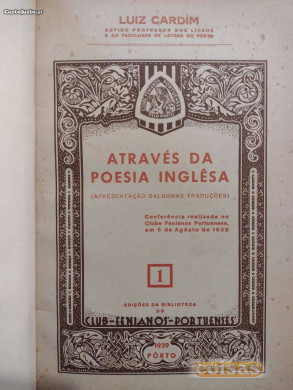 CustoJusto.pt
LUIZ CARDIM
ANTIGO PROFESSOR DOS LICEUS
E DA FACULDADE DE LETRAS DO PÔRTO
ATRAVÉS DA
POESIA INGLÊSA
(APRESENTAÇÃO DALGUMAS TRADUÇÕES)
Conferência realizada no
Clube Fenianos Portuenses,
em 5 de Agôsto de 1938
1
EDIÇÕES DA BIBLIOTECA
DO
CLUB-FENIANOS-PORTUENSES
1939
PÔRTO
coisas